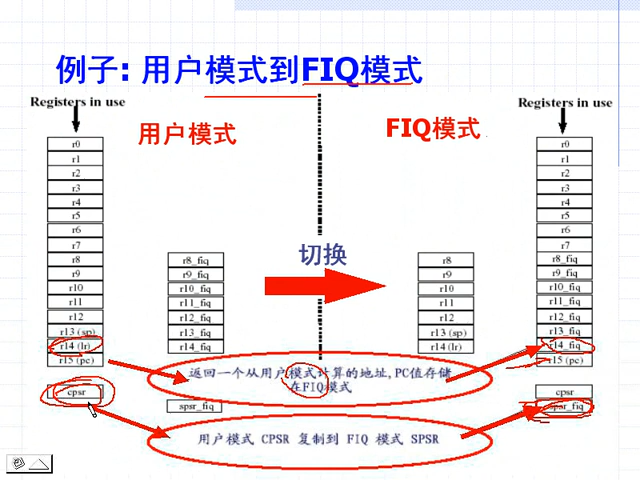 例子: 用户模式到FIQ模式
Registers in use
Registers in use
用户模式
FIQ模式
r0
r1
r2
r3
r4
r5
r6
r7
r8
r9
r10
r11
r12
r13 (sp)
r14 (lr)
r15 (pc)
cpsr
r8_fiq
r9_fiq
r10_fiq
r11_fiq
r12_fiq
r13_fiq
r14_fiq
spsr_fiq
切换
r8
r9
r10
r11
r12
r13 (sp)
r14 (lr)
r0
r1
r2
r3
r4
r5
r6
r7
r8_fiq
r9_fiq
r10_fiq
r11_fiq
r12_fiq
r13_fiq
r14_fiq
r15 (pc)
cpsr
spsr_fiq
返回一个从用户模式计算的地址,PC值存储
在FIQ模式
用户模式 CPSR 复制到 FIQ 模式 SPSR